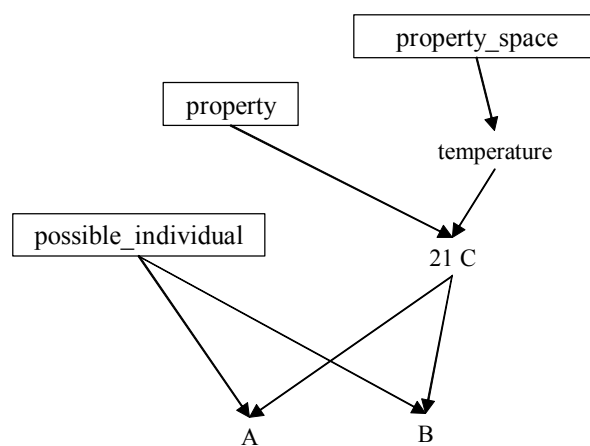 property_space
property
temperature
possible_individual
21 C
A
B